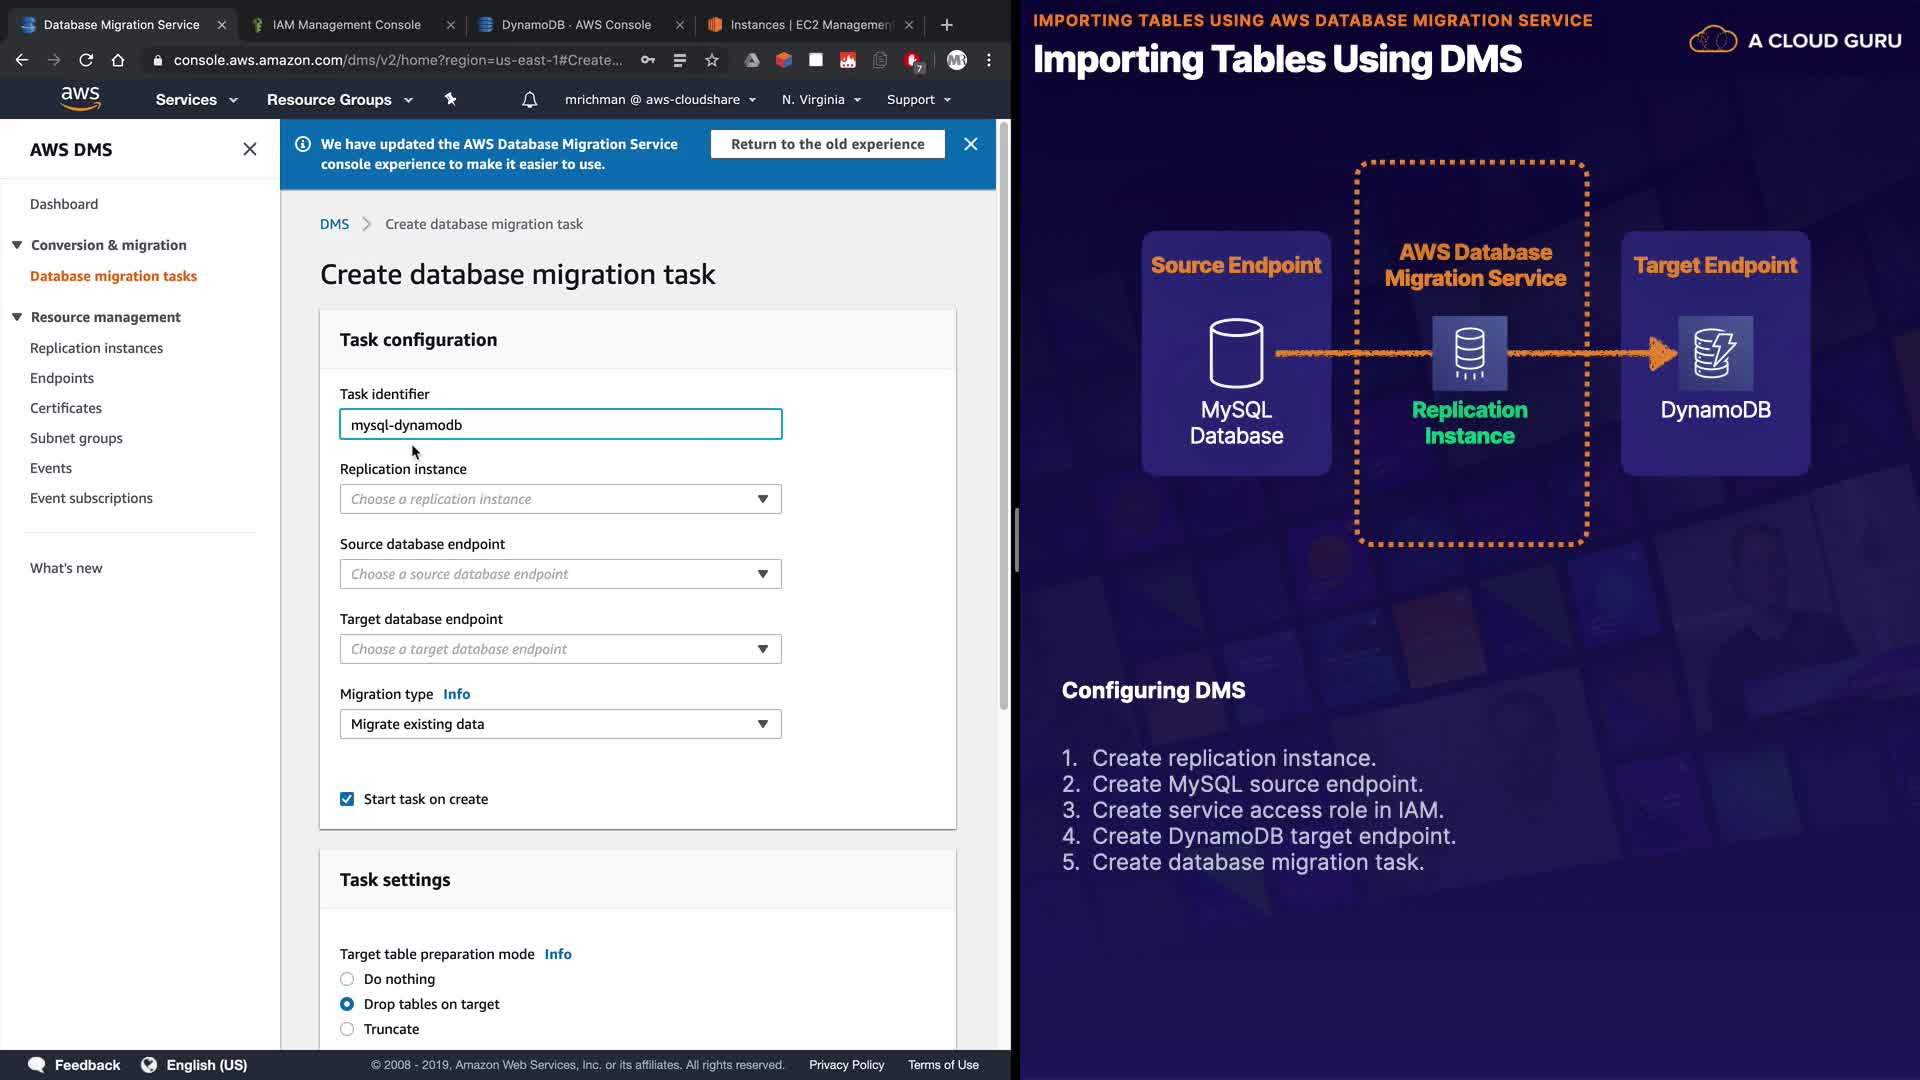 Database Migration Service
IAM Management Console
DynamoDB · AWS Console
Instances | EC2 Managemen
console.aws.amazon.com/dms/v2/home?region=us-east-1#Create...
7
MR
aws
Services
Resource Groups
mrichman @ aws-cloudshare
N. Virginia
Support
AWS DMS
Dashboard
Conversion & migration
Database migration tasks
Resource management
Replication instances
Endpoints
Certificates
Subnet groups
Events
Event subscriptions
What's new
We have updated the AWS Database Migration Service
console experience to make it easier to use.
Return to the old experience
DMS
Create database migration task
Create database migration task
Task configuration
Task identifier
mysql-dynamodb
Replication instance
Choose a replication instance
Source database endpoint
Choose a source database endpoint
Target database endpoint
Choose a target database endpoint
Migration type Info
Migrate existing data
Start task on create
Task settings
Target table preparation mode Info
Do nothing
Drop tables on target
Truncate
Feedback
English (US)
© 2008 - 2019, Amazon Web Services, Inc. or its affiliates. All rights reserved.
Privacy Policy
Terms of Use
IMPORTING TABLES USING AWS DATABASE MIGRATION SERVICE
Importing Tables Using DMS
A CLOUD GURU
Source Endpoint
MySQL
Database
AWS Database
Migration Service
Replication
Instance
Target Endpoint
DynamoDB
Configuring DMS
1. Create replication instance.
2. Create MySQL source endpoint.
3. Create service access role in IAM.
4. Create DynamoDB target endpoint.
5. Create database migration task.